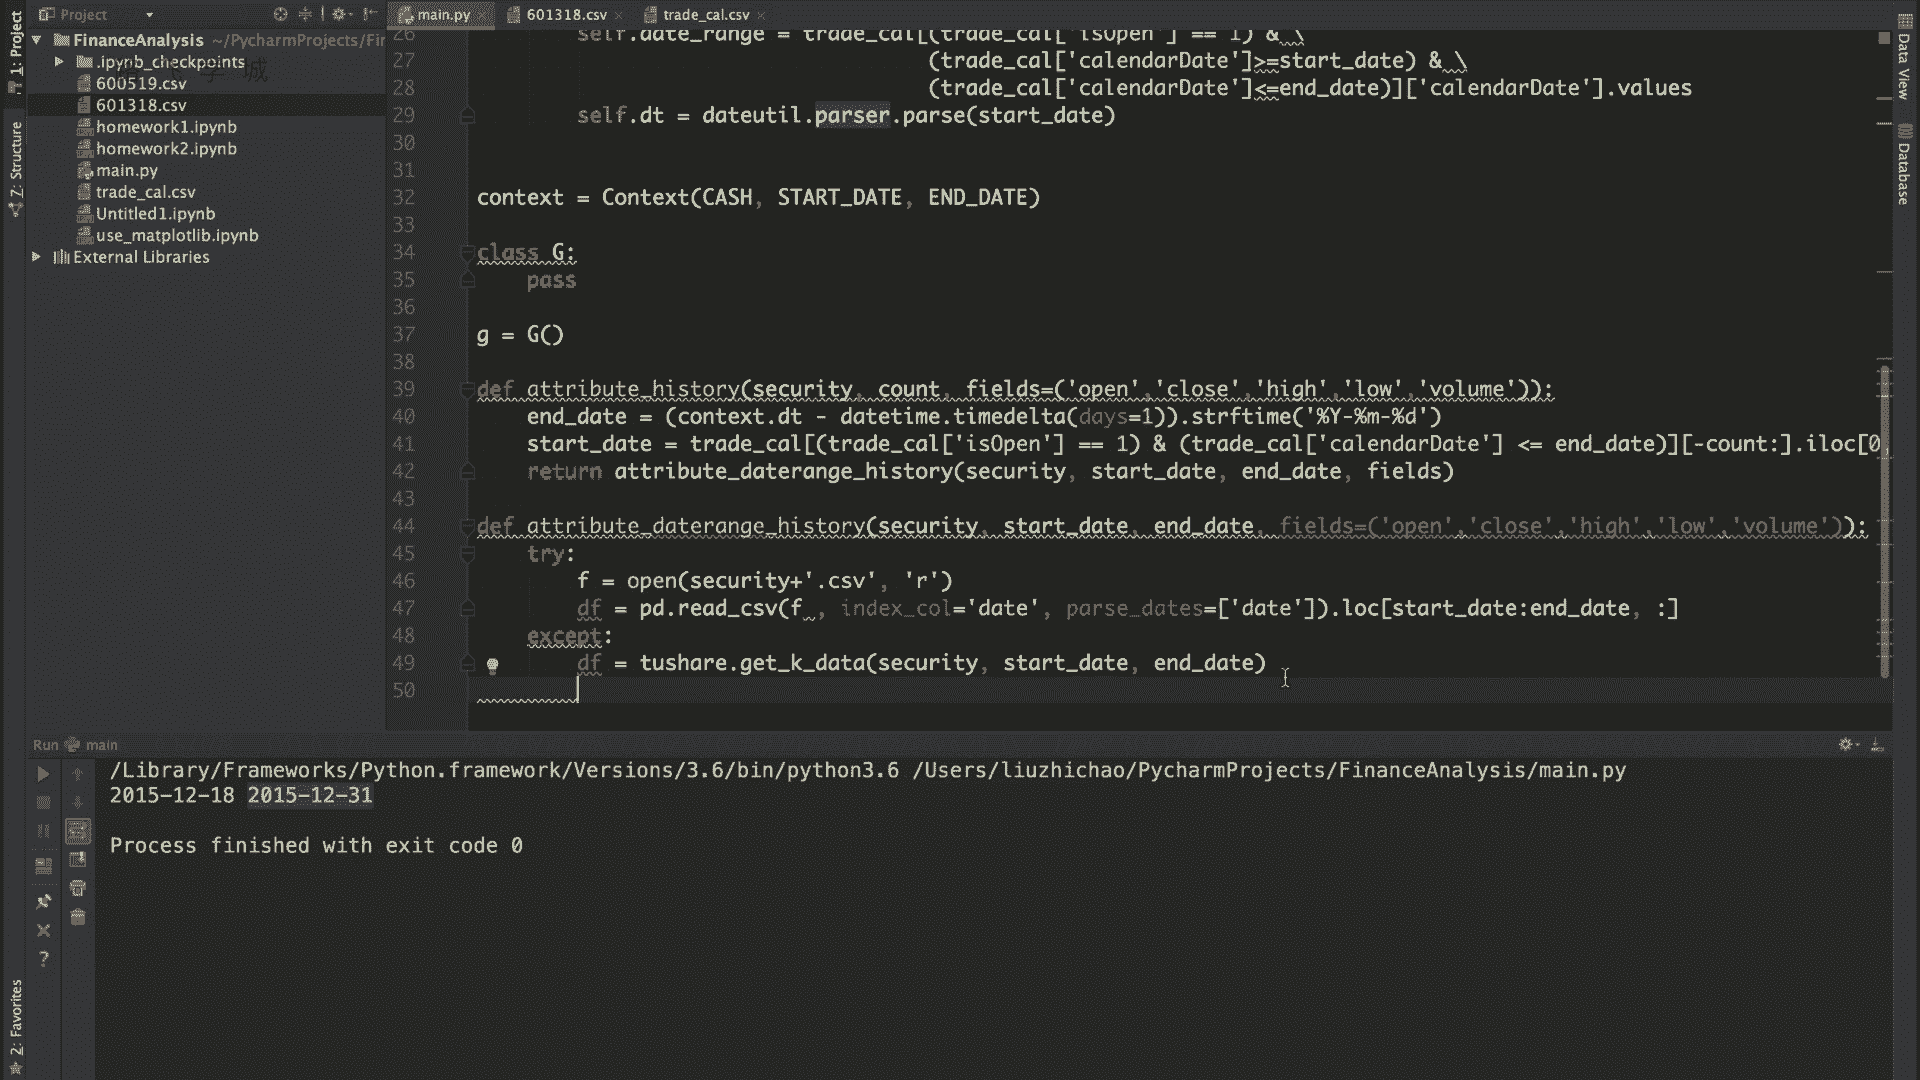 Project
main.py
601318.csv
trade_cal.csv
1: Project
FinanceAnalysis ~/PycharmProjects/Fi
.ipynb_checkpoints
600519.csv
601318.csv
homework1.ipynb
homework2.ipynb
main.py
trade_cal.csv
Untitled1.ipynb
use_matplotlib.ipynb
External Libraries
7: Structure
2: Favorites
Data View
Database
26 self.date_range = trade_cal[(trade_cal['isOpen'] == 1) & \
27 (trade_cal['calendarDate']>=start_date) & \
28 (trade_cal['calendarDate']<=end_date)]['calendarDate'].values
29 self.dt = dateutil.parser.parse(start_date)
30
31
32 context = Context(CASH, START_DATE, END_DATE)
33
34 class G:
35 pass
36
37 g = G()
38
39 def attribute_history(security, count, fields=('open','close','high','low','volume')):
40 end_date = (context.dt - datetime.timedelta(days=1)).strftime('%Y-%m-%d')
41 start_date = trade_cal[(trade_cal['isOpen'] == 1) & (trade_cal['calendarDate'] <= end_date)][-count:].iloc[0,
42 return attribute_daterange_history(security, start_date, end_date, fields)
43
44 def attribute_daterange_history(security, start_date, end_date, fields=('open','close','high','low','volume')):
45 try:
46 f = open(security+'.csv', 'r')
47 df = pd.read_csv(f , index_col='date', parse_dates=['date']).loc[start_date:end_date, :]
48 except:
49 df = tushare.get_k_data(security, start_date, end_date)
50
Run main
/Library/Frameworks/Python.framework/Versions/3.6/bin/python3.6 /Users/liuzhichao/PycharmProjects/FinanceAnalysis/main.py
2015-12-18 2015-12-31
Process finished with exit code 0